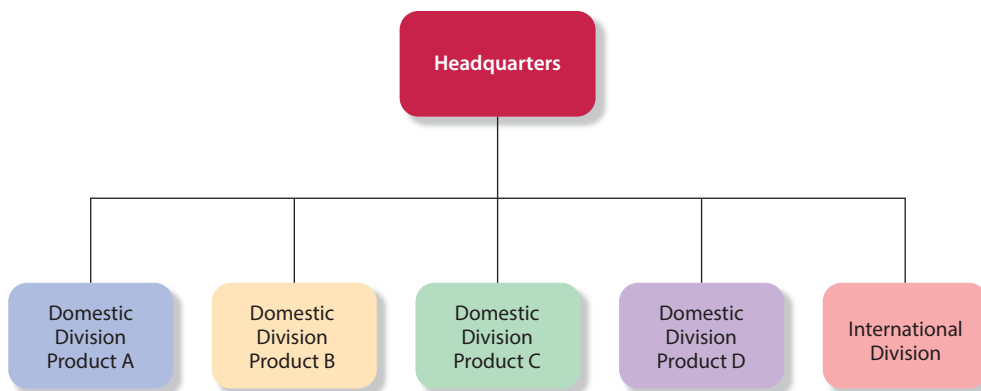 Headquarters
Domestic
Division
Product A
Domestic
Division
Product B
Domestic
Division
Product C
Domestic
Division
Product D
International
Division